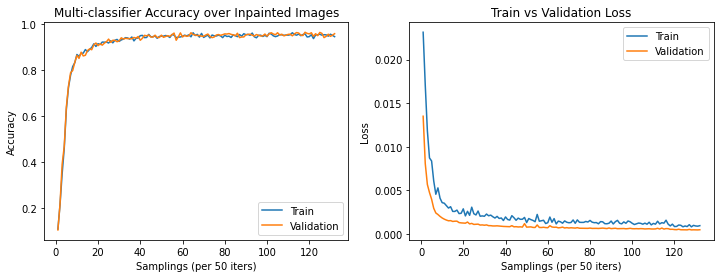 Multi-classifier Accuracy over Inpainted Images
1.0
0.8
0.6
0.4
0.2
Accuracy
0 20 40 60 80 100 120
Samplings (per 50 iters)
Train
Validation
Train vs Validation Loss
0.020
0.015
0.010
0.005
0.000
Loss
0 20 40 60 80 100 120
Samplings (per 50 iters)
Train
Validation